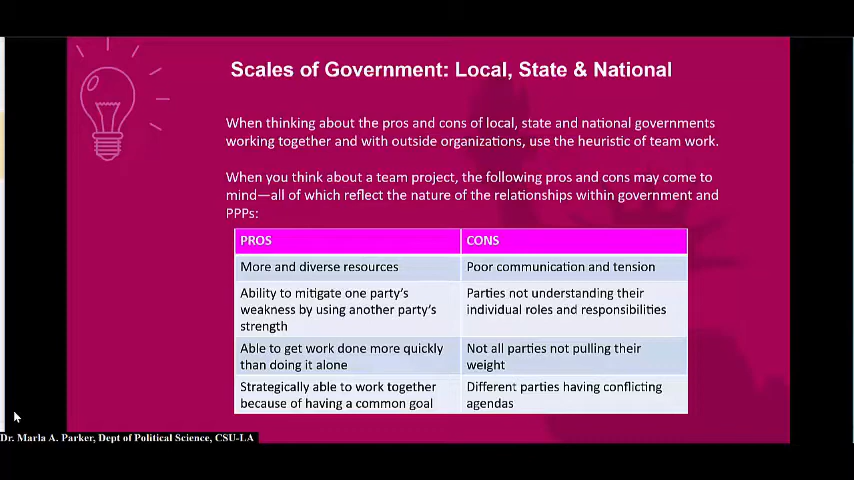 Scales of Government: Local, State & National
When thinking about the pros and cons of local, state and national governments
working together and with outside organizations, use the heuristic of team work.
When you think about a team project, the following pros and cons may come to
mind—all of which reflect the nature of the relationships within government and
PPPs:
PROS
CONS
More and diverse resources
Poor communication and tension
Ability to mitigate one party's
weakness by using another party's
strength
Parties not understanding their
individual roles and responsibilities
Able to get work done more quickly
than doing it alone
Not all parties not pulling their
weight
Strategically able to work together
because of having a common goal
Different parties having conflicting
agendas
Dr. Marla A. Parker, Dept of Political Science, CSU-LA